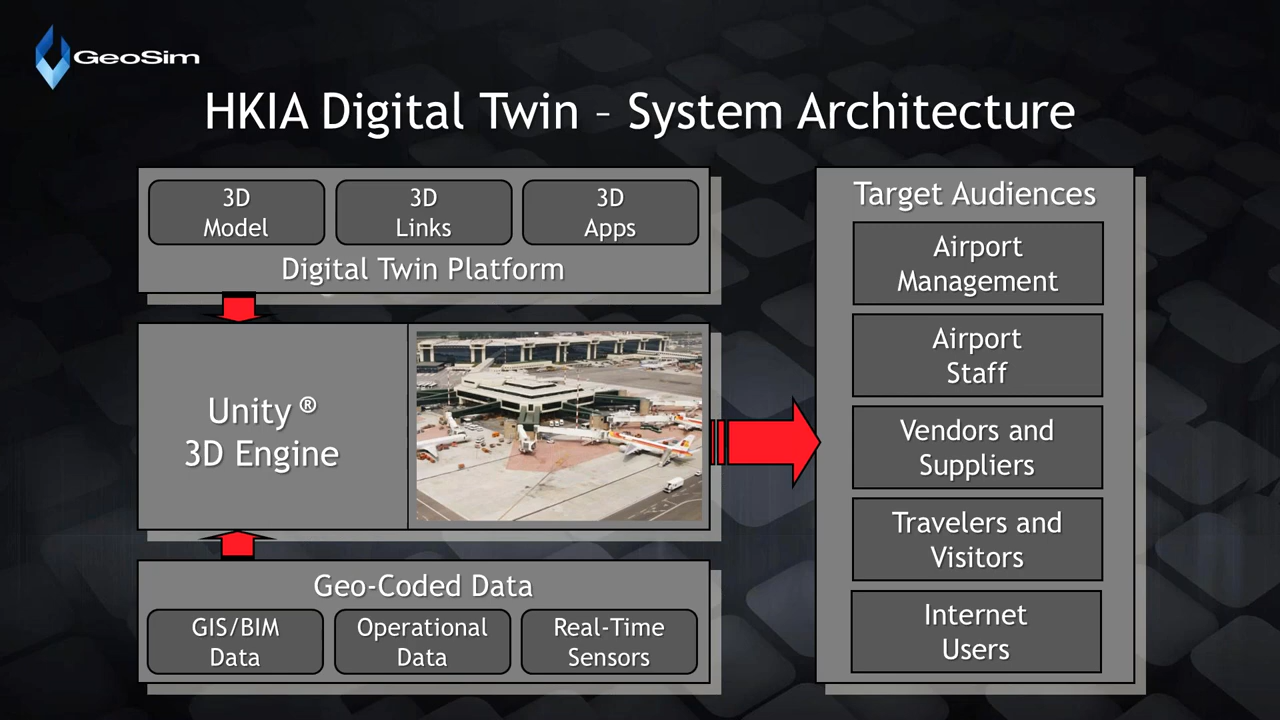 GeoSim
HKIA Digital Twin – System Architecture
3D
Model
3D
Links
3D
Apps
Digital Twin Platform
Unity ®
3D Engine
Geo-Coded Data
GIS/BIM
Data
Operational
Data
Real-Time
Sensors
Target Audiences
Airport
Management
Airport
Staff
Vendors and
Suppliers
Travelers and
Visitors
Internet
Users